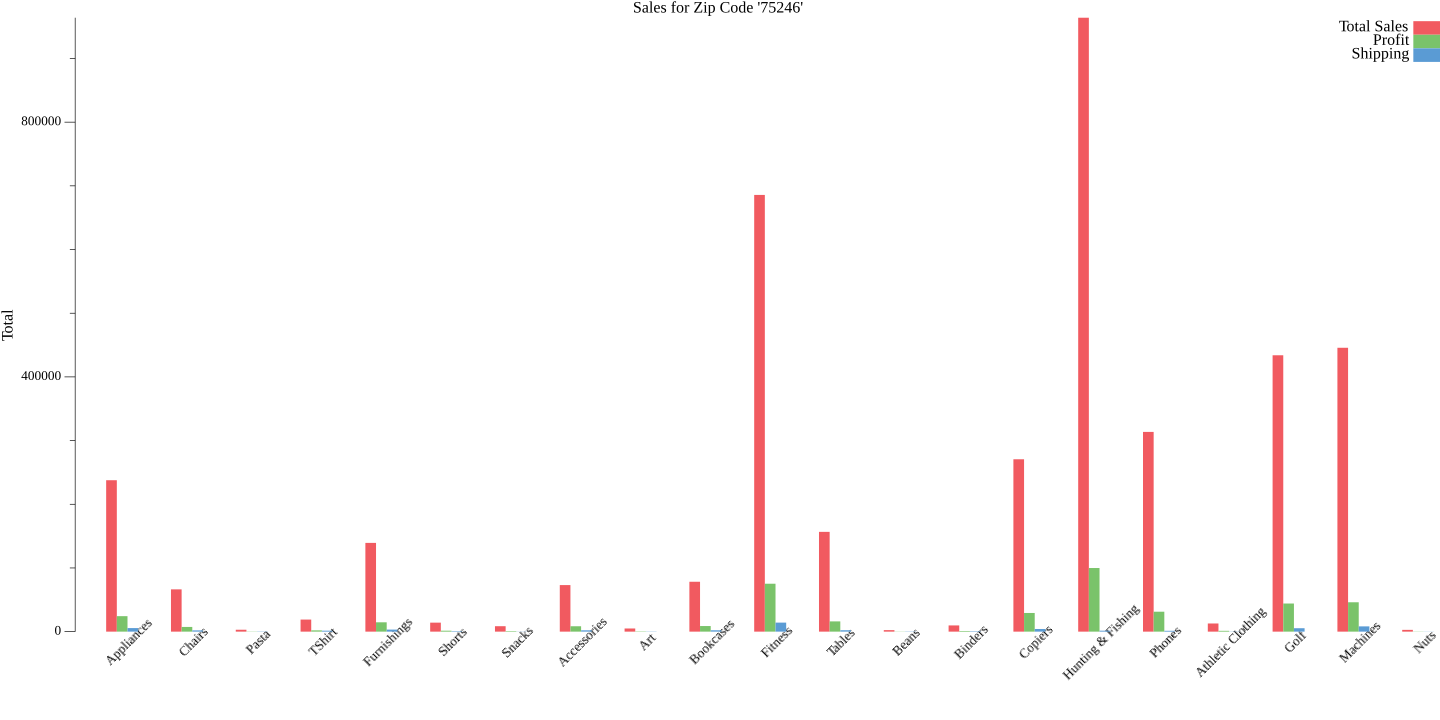 Sales for Zip Code '75246'
Total Sales
Profit
Shipping
800000
400000
0
Total
Appliances
Chairs
Pasta
TShirt
Furnishings
Shorts
Snacks
Accessories
Art
Bookcases
Fitness
Tables
Beans
Binders
Copiers
Hunting & Fishing
Phones
Athletic Clothing
Golf
Machines
Nuts